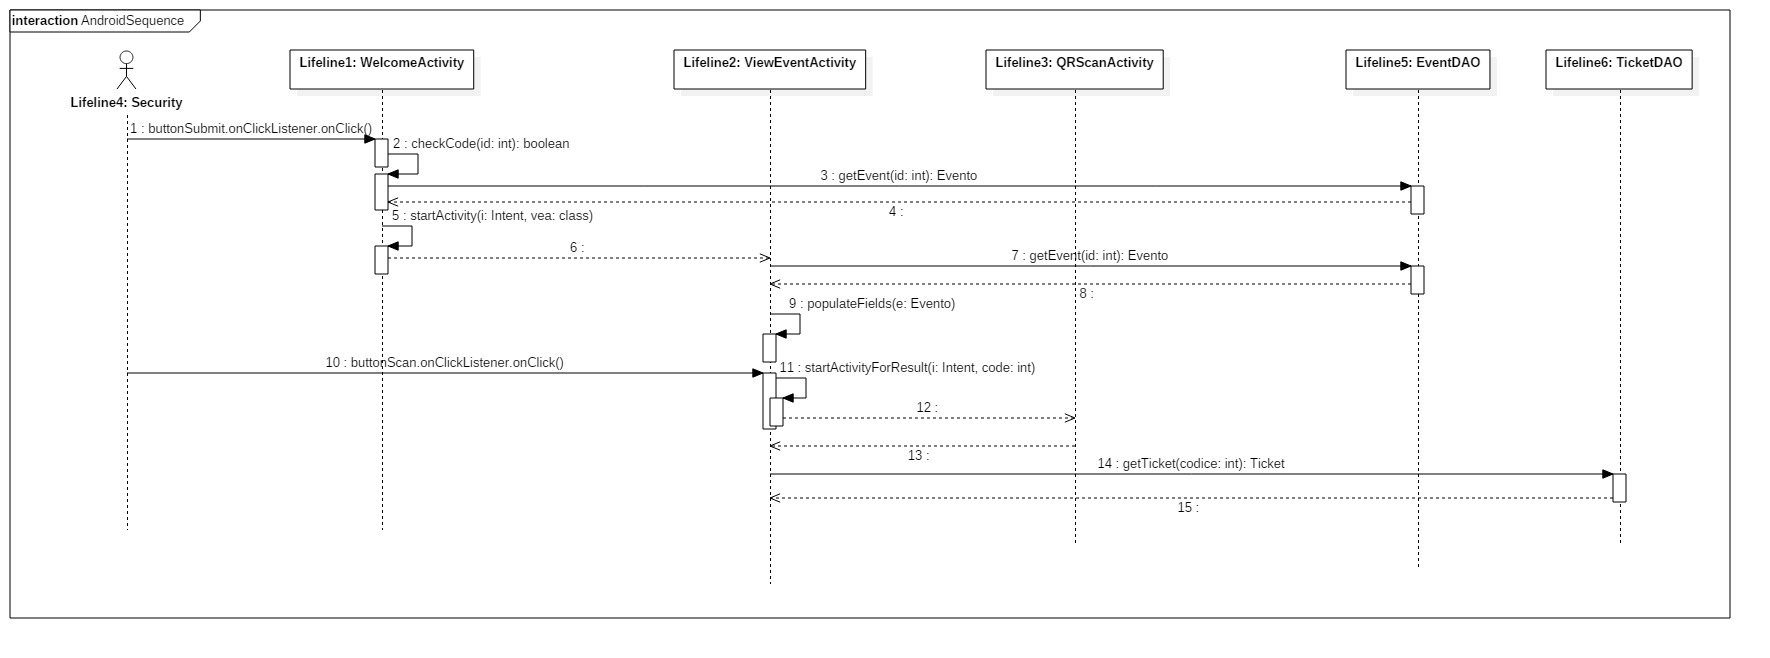 interaction AndroidSequence
Lifeline4: Security
Lifeline1: WelcomeActivity
Lifeline2: ViewEventActivity
Lifeline3: QRScanActivity
Lifeline5: EventDAO
Lifeline6: TicketDAO
1 : buttonSubmit.onClickListener.onClick()
2 : checkCode(id: int): boolean
3 : getEvent(id: int): Evento
4 :
5 : startActivity(i: Intent, vea: class)
6 :
7 : getEvent(id: int): Evento
8 :
9 : populateFields(e: Evento)
10 : buttonScan.onClickListener.onClick()
11 : startActivityForResult(i: Intent, code: int)
12 :
13 :
14 : getTicket(codice: int): Ticket
15 :